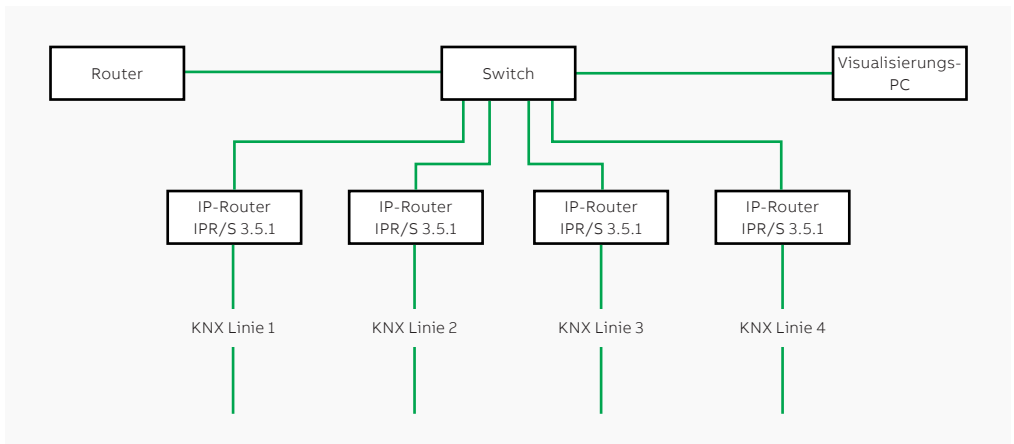 Router
Switch
Visualisierungs-
PC
IP-Router
IPR/S 3.5.1
IP-Router
IPR/S 3.5.1
IP-Router
IPR/S 3.5.1
IP-Router
IPR/S 3.5.1
KNX Linie 1
KNX Linie 2
KNX Linie 3
KNX Linie 4